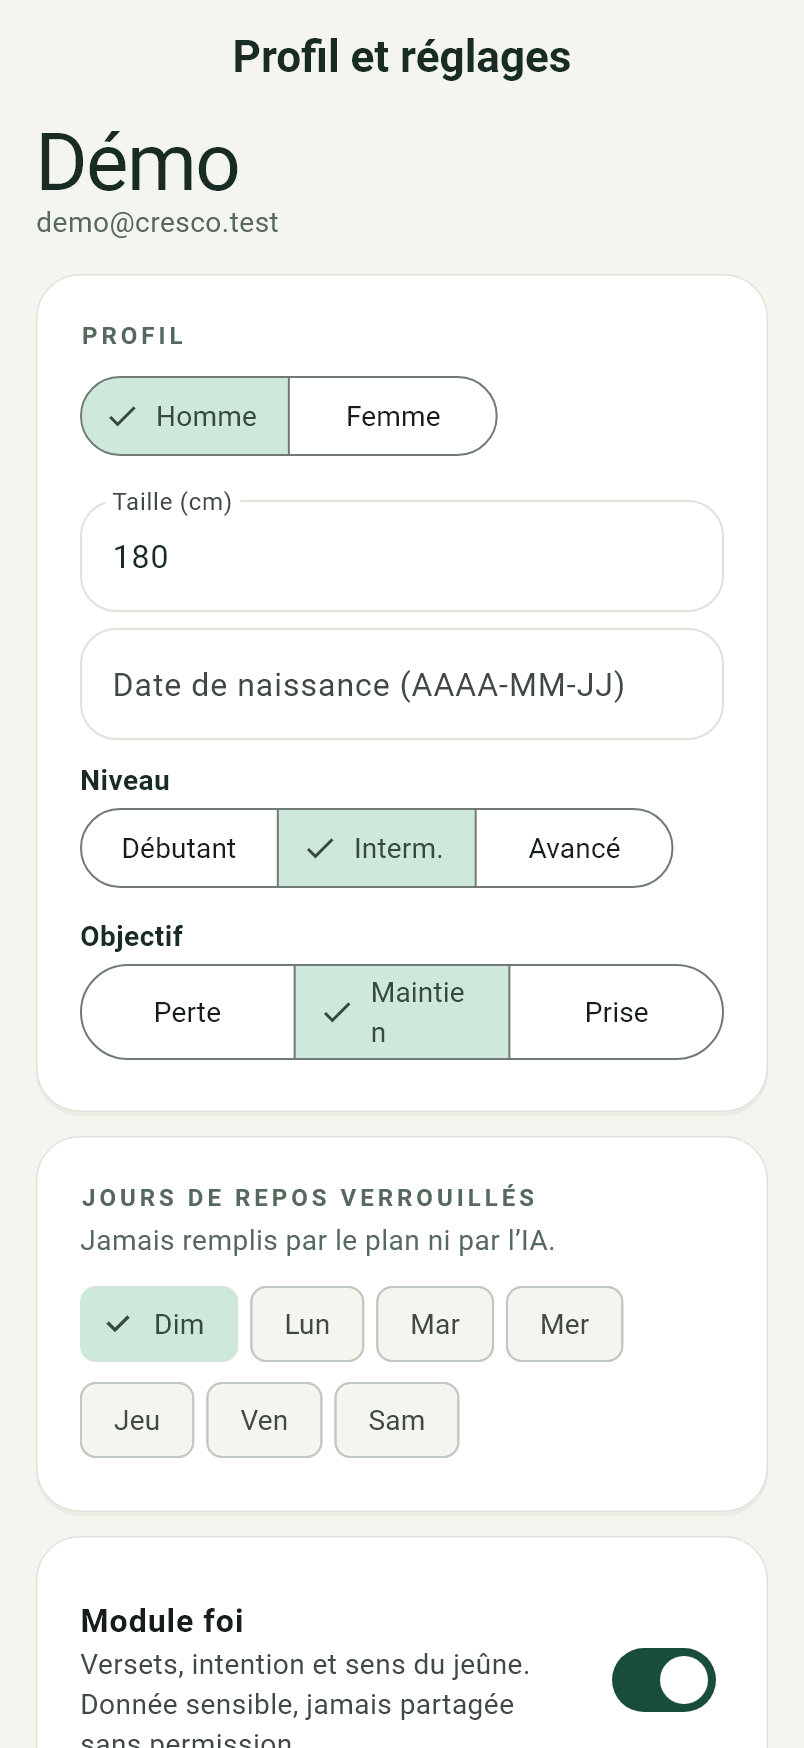 Profil et réglages
Démo
demo@cresco.test
PROFIL
Homme
Femme
Taille (cm)
180
Date de naissance (AAAA-MM-JJ)
Niveau
Débutant
Interm.
Avancé
Objectif
Perte
Maintie
n
Prise
JOURS DE REPOS VERROUILLÉS
Jamais remplis par le plan ni par l’IA.
Dim
Lun
Mar
Mer
Jeu
Ven
Sam
Module foi
Versets, intention et sens du jeûne.
Donnée sensible, jamais partagée
sans permission